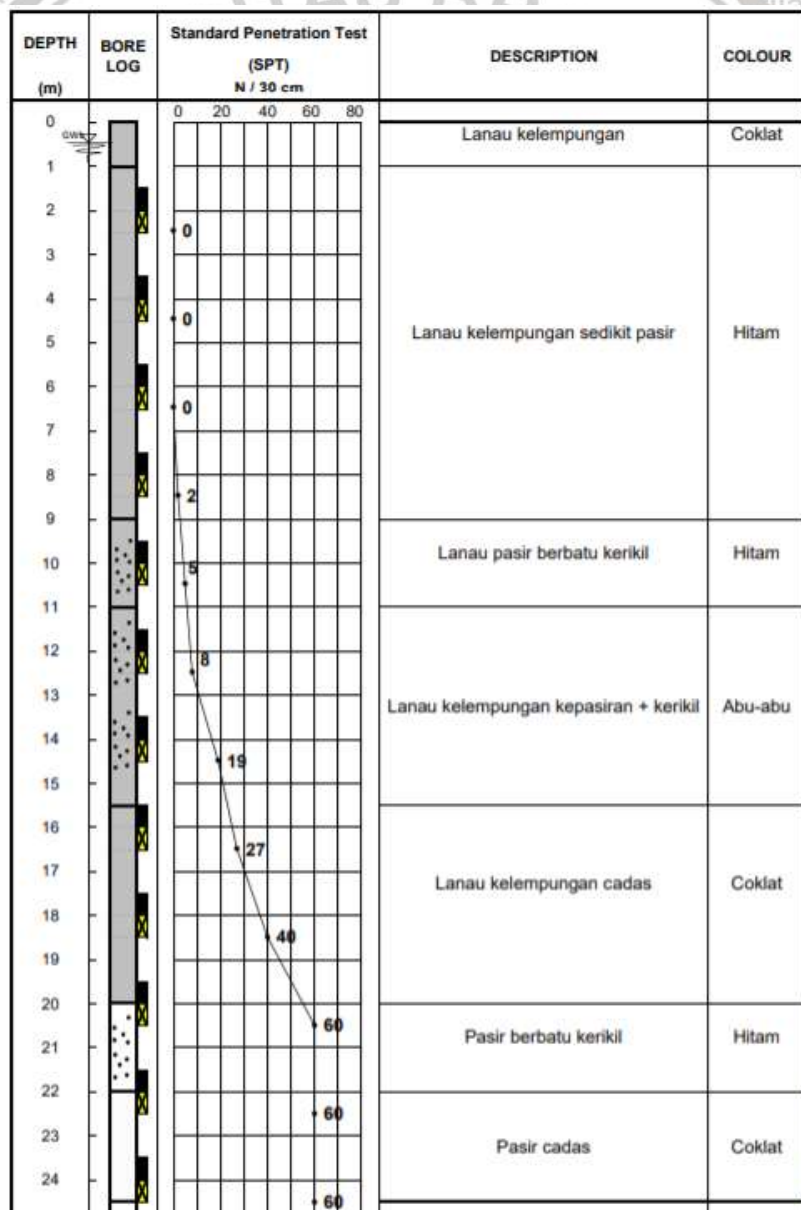 DEPTH
(m)
BORE
LOG
Standard Penetration Test
(SPT)
N / 30 cm
DESCRIPTION
COLOUR
0 20 40 60 80
0
GWL
Lanau kelempungan Coklat
1
2
0
3
4
0
Lanau kelempungan sedikit pasir Hitam
5
6
0
7
8
2
9
Lanau pasir berbatu kerikil Hitam
10
5
11
12
8
13
Lanau kelempungan kepasiran + kerikil Abu-abu
14
19
15
16
27
17
Lanau kelempungan cadas Coklat
18
40
19
20
60
Pasir berbatu kerikil Hitam
21
22
60
23
Pasir cadas Coklat
24
60